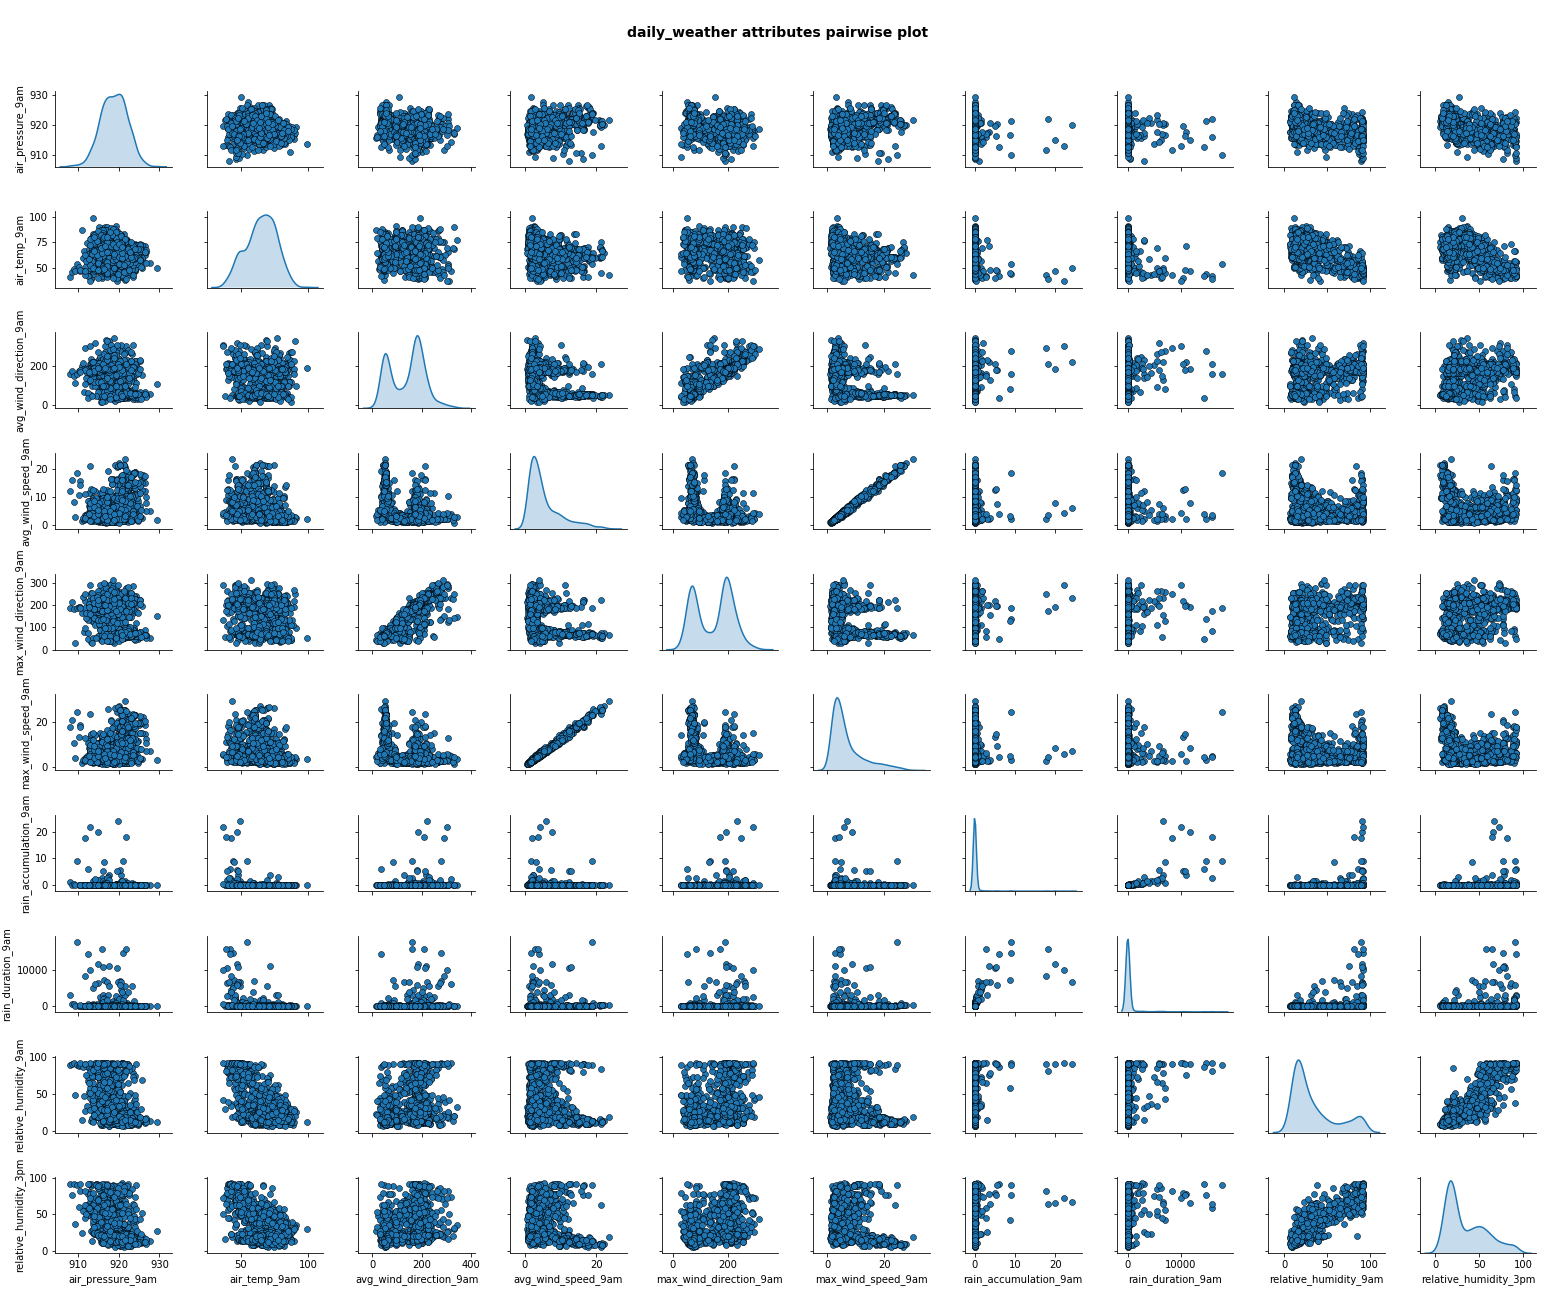 daily_weather attributes pairwise plot
air_pressure_9am
930
920
910
air_temp_9am
100
75
50
avg_wind_direction_9am
200
0
avg_wind_speed_9am
20
10
0
max_wind_direction_9am
300
200
100
0
max_wind_speed_9am
20
0
rain_accumulation_9am
20
10
0
rain_duration_9am
10000
0
relative_humidity_9am
100
50
0
relative_humidity_3pm
100
50
0
910 920 930 50 100 0 200 400 0 20 0 200 0 20 0 10 20 0 10000 0 50 100 0 50 100
air_pressure_9am air_temp_9am avg_wind_direction_9am avg_wind_speed_9am max_wind_direction_9am max_wind_speed_9am rain_accumulation_9am rain_duration_9am relative_humidity_9am relative_humidity_3pm